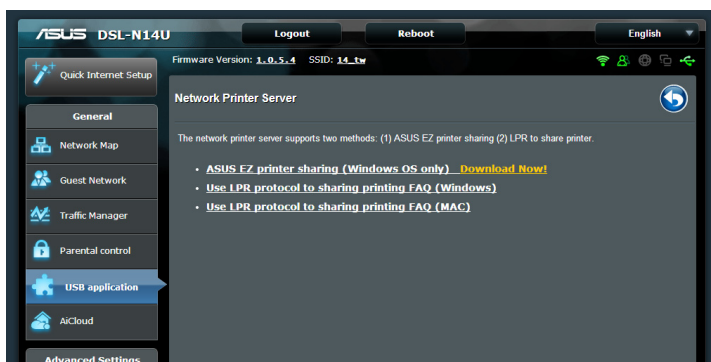 ASUS DSL-N14U
Logout
Reboot
English
Quick Internet Setup
Firmware Version: 1.0.5.4 SSID: 14_tw
General
Network Map
Guest Network
Traffic Manager
Parental control
USB application
AiCloud
Advanced Settings
Network Printer Server
The network printer server supports two methods: (1) ASUS EZ printer sharing (2) LPR to share printer.
ASUS EZ printer sharing (Windows OS only) Download Now!
Use LPR protocol to sharing printing FAQ (Windows)
Use LPR protocol to sharing printing FAQ (MAC)